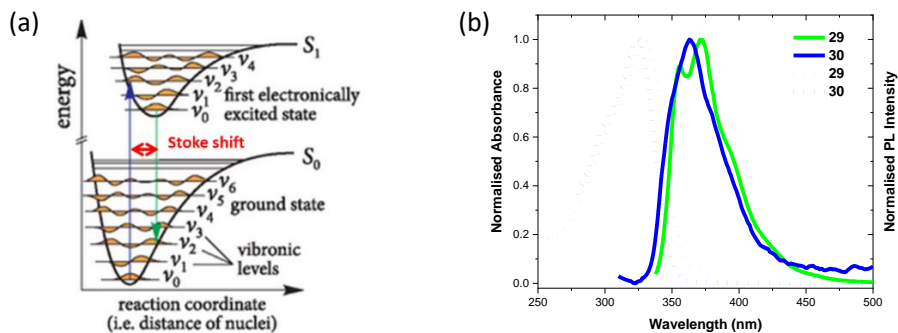 (a)
energy
S1
ν4
ν3
ν2
ν1
ν0
first electronically
excited state
Stoke shift
S0
ν6
ν5
ν4
ν3
ν2
ν1
ν0
ground state
vibronic
levels
reaction coordinate
(i.e. distance of nuclei)
(b)
Normalised Absorbance
1.0
0.8
0.6
0.4
0.2
0.0
250
300
350
400
450
500
Wavelength (nm)
Normalised PL Intensity
29
30
29
30